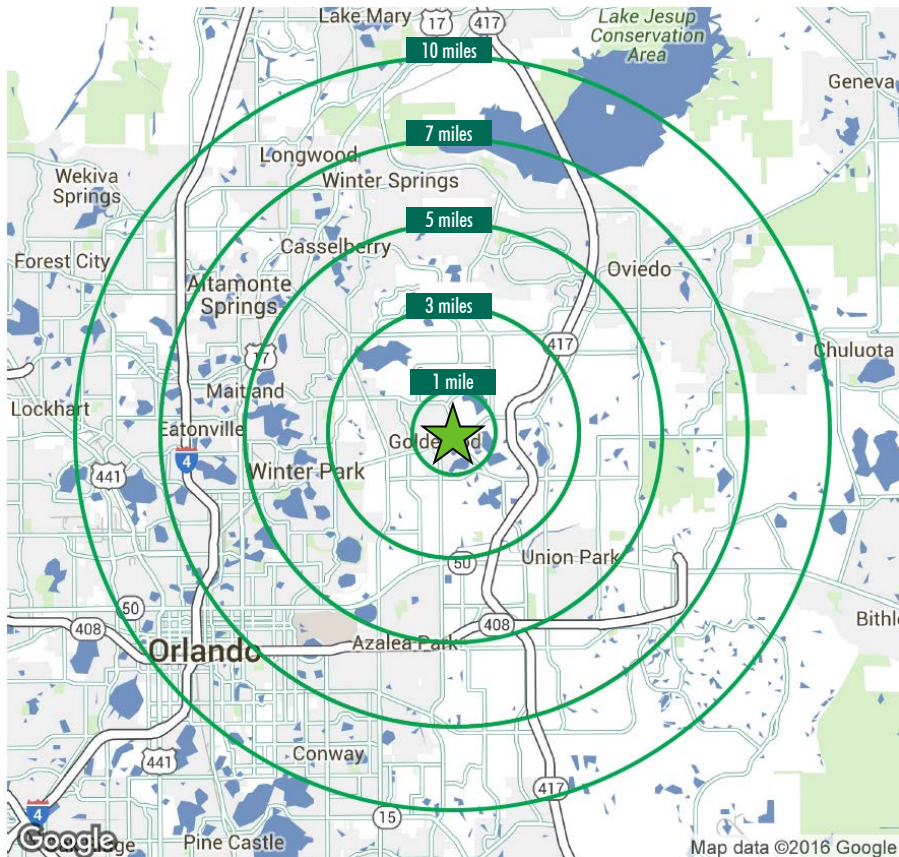 Lake Mary
17
417
Lake Jesup
Conservation
Area
10 miles
Geneva
7 miles
Longwood
Winter Springs
Wekiva
Springs
5 miles
Casselberry
Forest City
Oviedo
Altamonte
Springs
3 miles
417
17
Chuluota
1 mile
Maitland
Lockhart
Eatonville
4
441
Winter Park
50
Union Park
50
408
408
Azalea Park
Orlando
Conway
441
417
4
15
Google
Pine Castle
Map data ©2016 Google